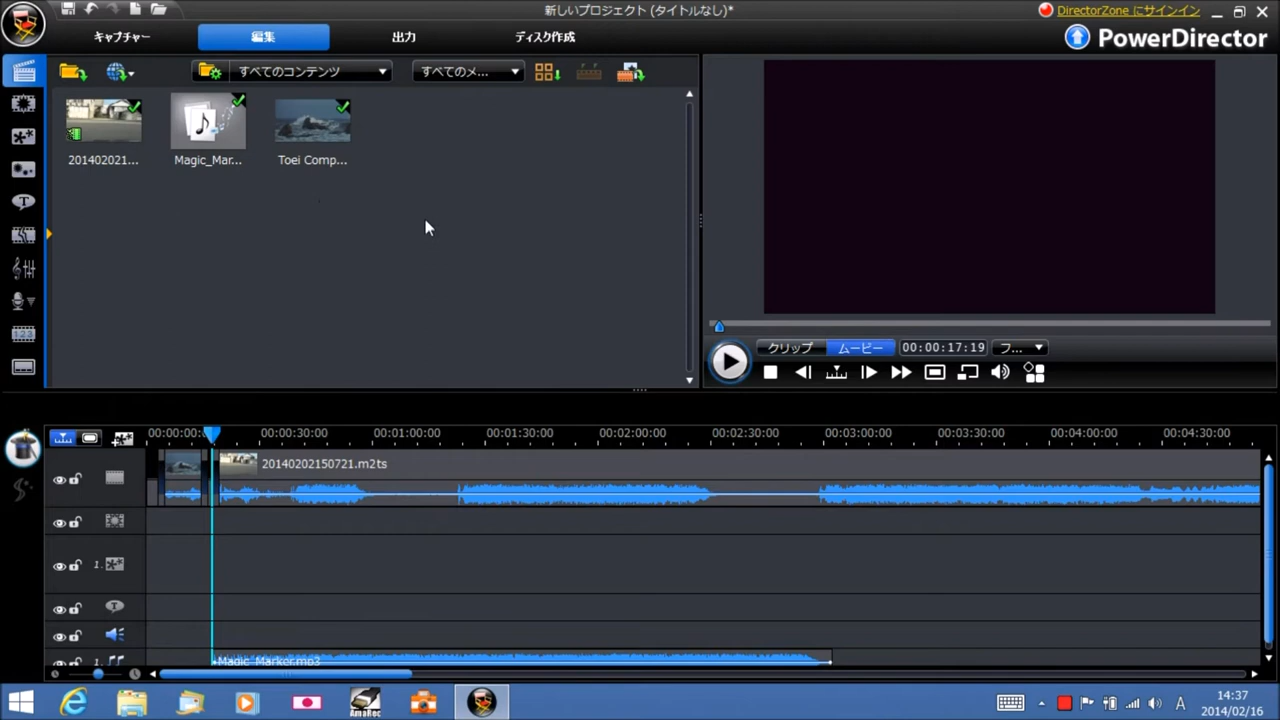 新しいプロジェクト (タイトルなし)*
DirectorZone にサインイン
キャプチャー
編集
出力
ディスク作成
PowerDirector
すべてのコンテンツ
すべてのメ...
201402021...
Magic_Mar...
Toei Comp...
クリップ
ムービー
00:00:17:19
フ...
00:00:00:0
00:00:30:00
00:01:00:00
00:01:30:00
00:02:00:00
00:02:30:00
00:03:00:00
00:03:30:00
00:04:00:00
00:04:30:00
20140202150721.m2ts
1.
1.
Magic_Marker.mp3
AmaRec
A
14:37
2014/02/16